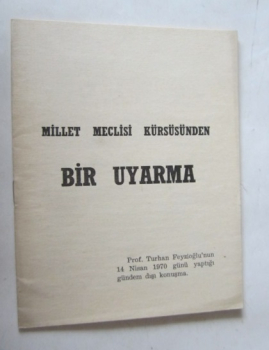 MİLLET MECLİSİ KÜRSÜSÜNDEN
BİR UYARMA
Prof. Turhan Feyzioğlu'nun
14 Nisan 1970 günü yaptığı
gündem dışı konuşma.